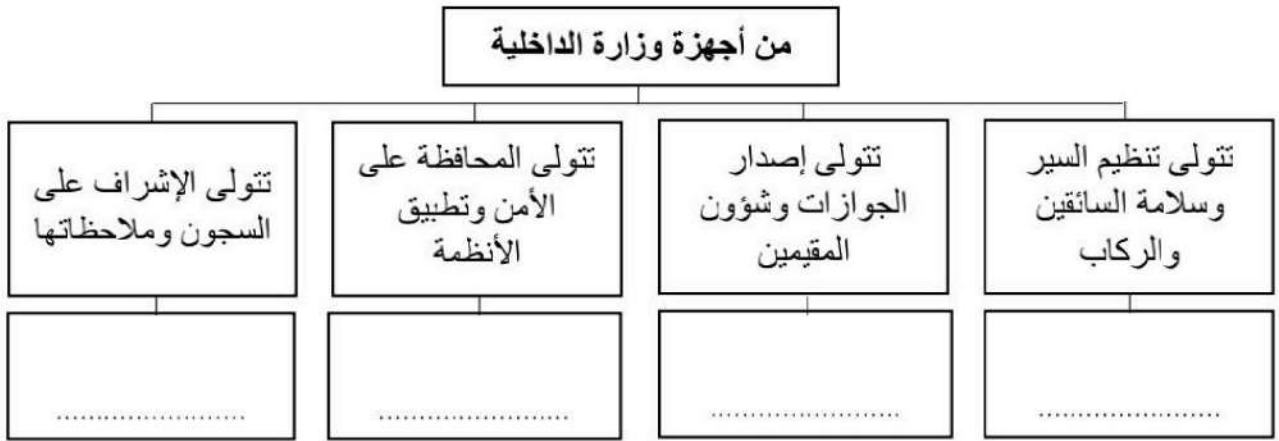 من أجهزة وزارة الداخلية
تتولى تنظيم السير
وسلامة السائقين
والركاب
تتولى إصدار
الجوازات وشؤون
المقيمين
تتولى المحافظة على
الأمن وتطبيق
الأنظمة
تتولى الإشراف على
السجون وملاحظاتها
........................
........................
........................
........................